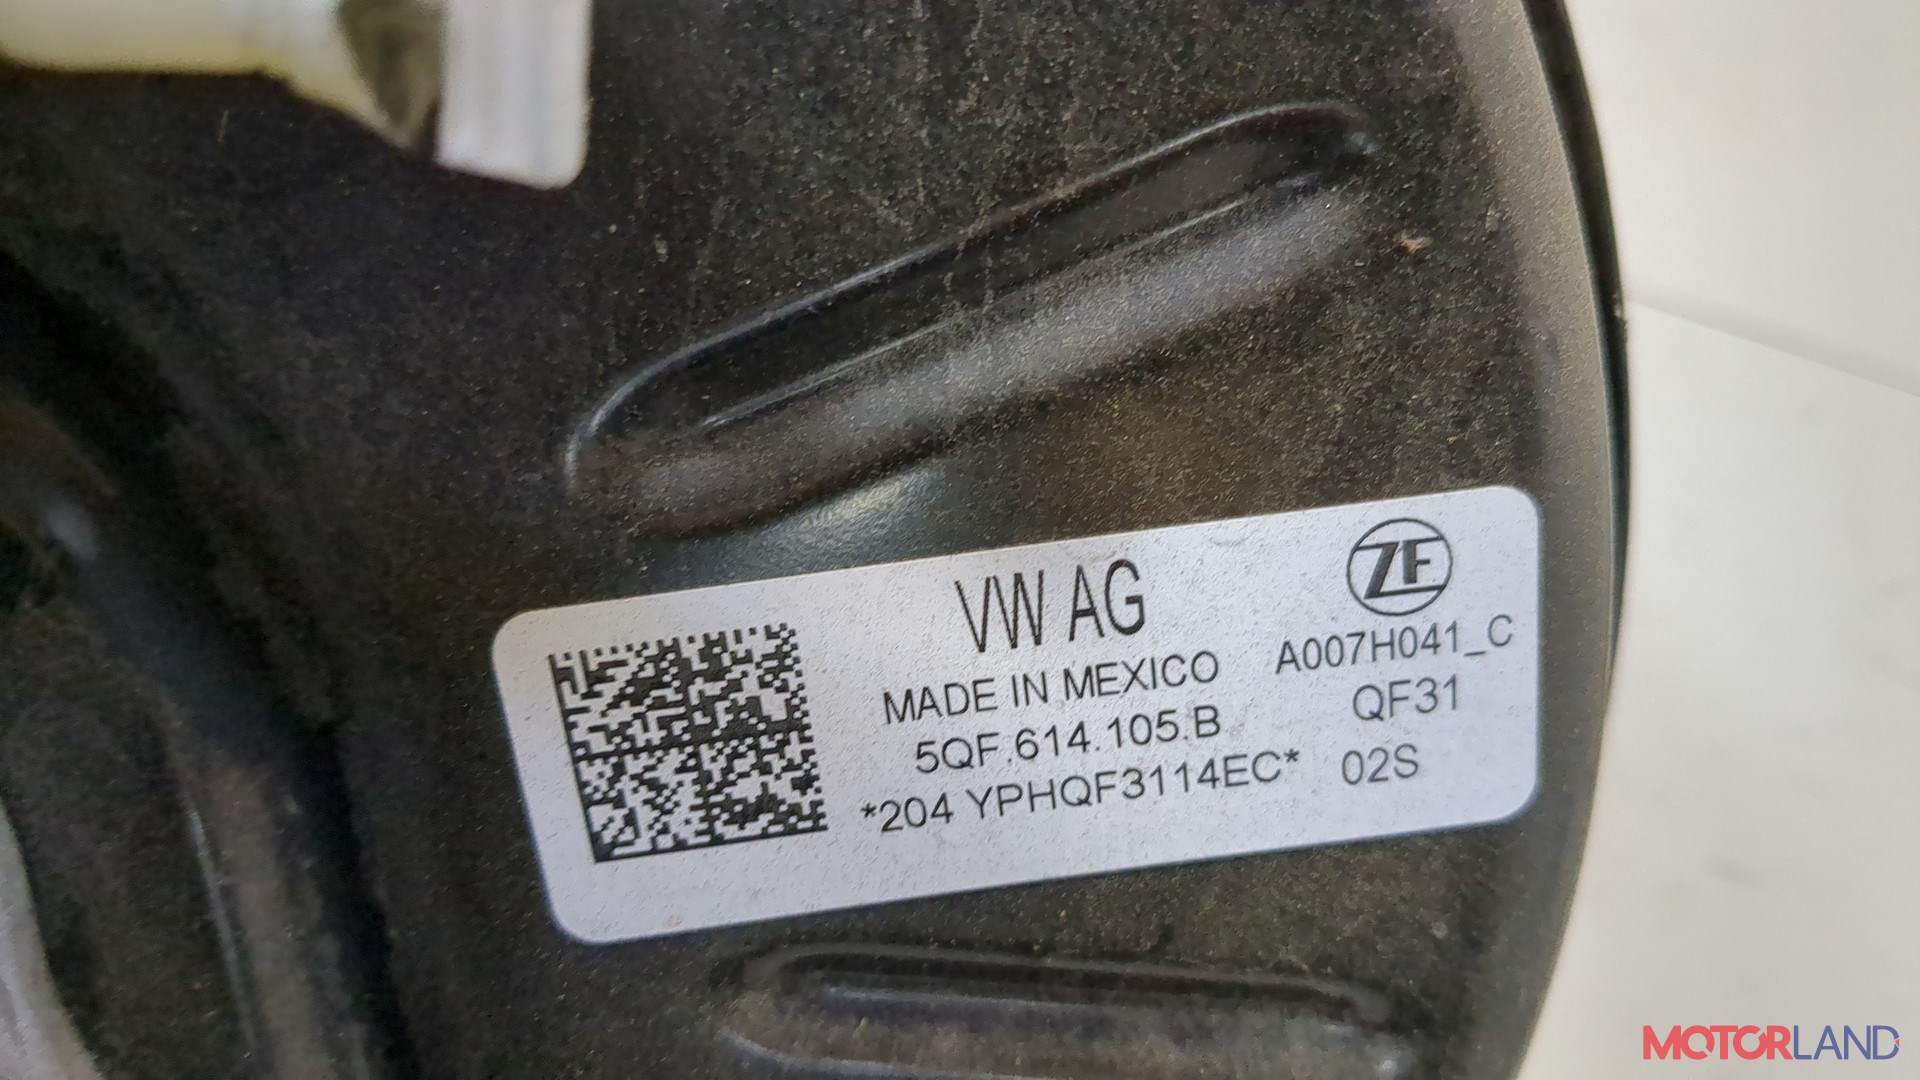 VW AG
MADE IN MEXICO
5QF.614.105.B
*204 YPHQF3114EC*
ZF
A007H041_C
QF31
02S
MOTORLAND